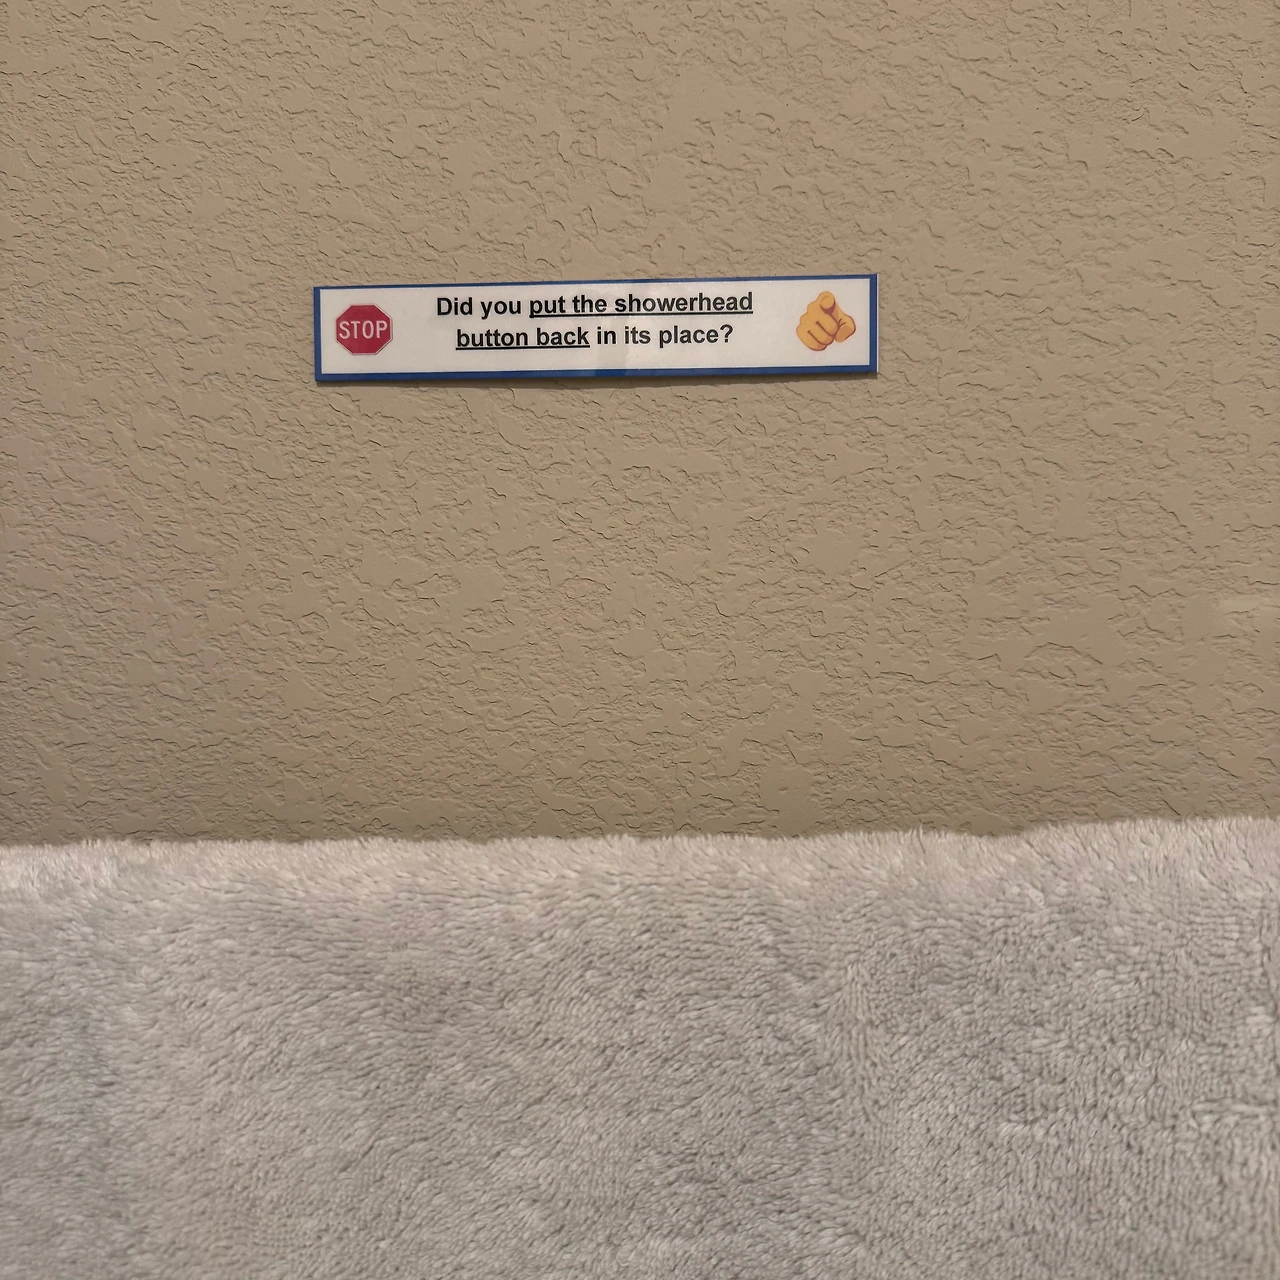 STOP
Did you put the showerhead
button back in its place?